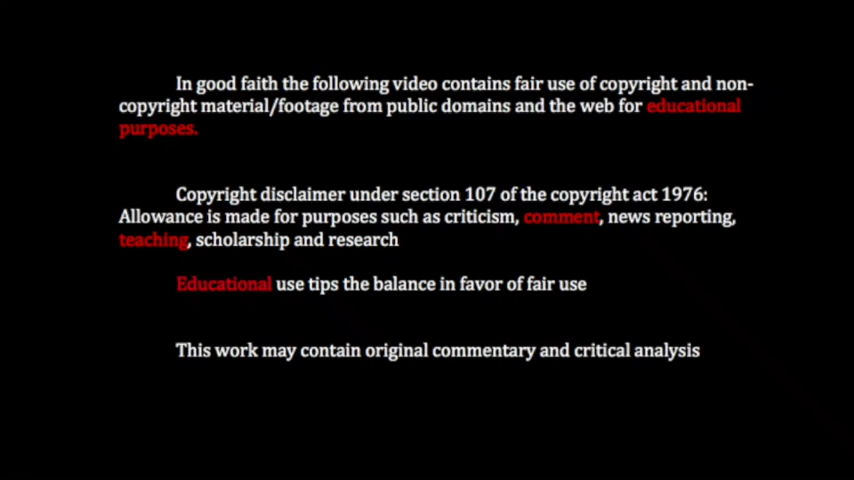 In good faith the following video contains fair use of copyright and non-
copyright material/footage from public domains and the web for educational
purposes.
Copyright disclaimer under section 107 of the copyright act 1976:
Allowance is made for purposes such as criticism, comment, news reporting,
teaching, scholarship and research
Educational use tips the balance in favor of fair use
This work may contain original commentary and critical analysis